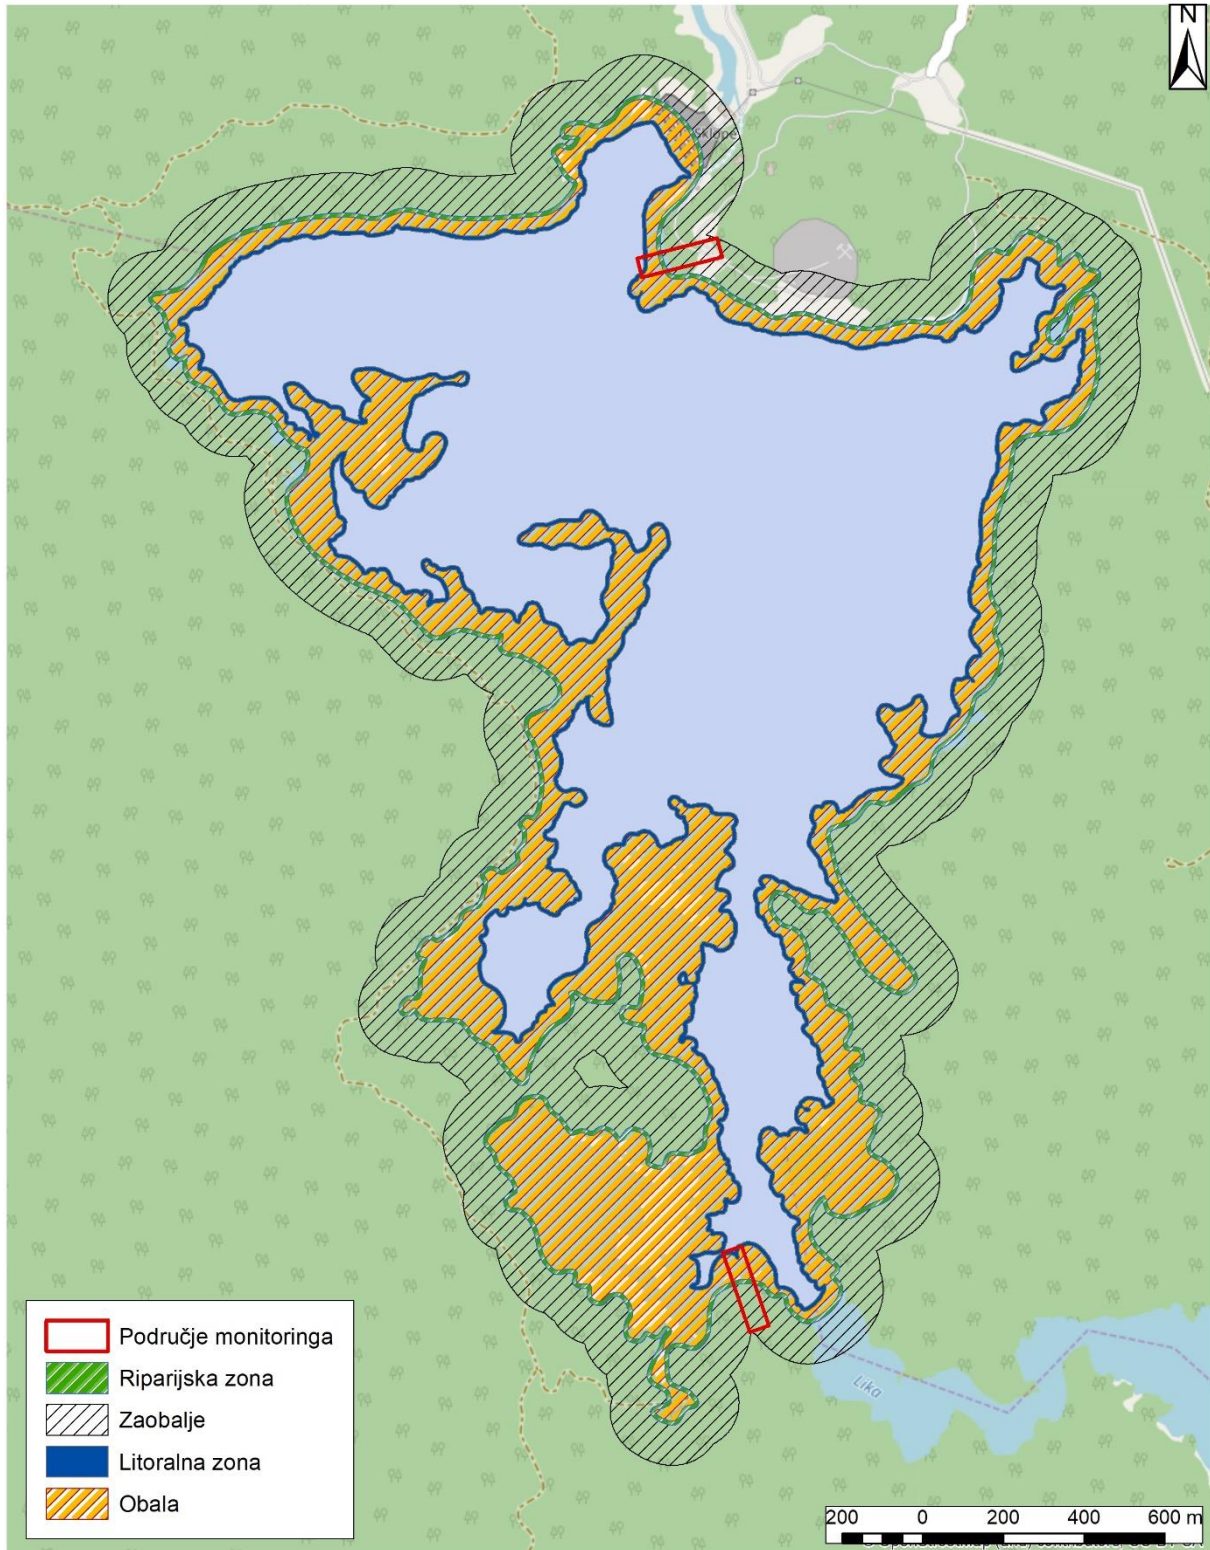 N
Sklope
Lika
Područje monitoringa
Riparijska zona
Zaobalje
Litoralna zona
Obala
200 0 200 400 600 m